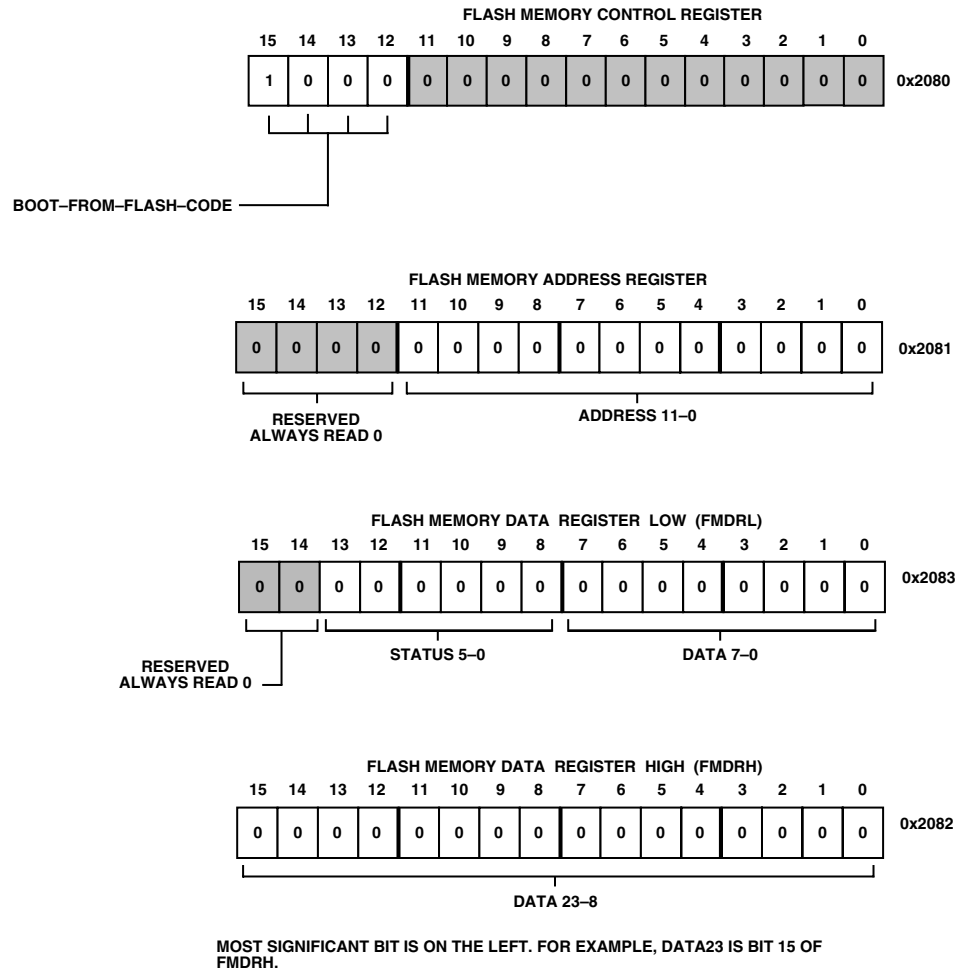 FLASH MEMORY CONTROL REGISTER
15 14 13 12 11 10 9 8 7 6 5 4 3 2 1 0
1 0 0 0 0 0 0 0 0 0 0 0 0 0 0 0 0x2080
BOOT–FROM–FLASH–CODE
FLASH MEMORY ADDRESS REGISTER
15 14 13 12 11 10 9 8 7 6 5 4 3 2 1 0
0 0 0 0 0 0 0 0 0 0 0 0 0 0 0 0 0x2081
RESERVED
ALWAYS READ 0
ADDRESS 11–0
FLASH MEMORY DATA REGISTER LOW (FMDRL)
15 14 13 12 11 10 9 8 7 6 5 4 3 2 1 0
0 0 0 0 0 0 0 0 0 0 0 0 0 0 0 0 0x2083
STATUS 5–0 DATA 7–0
RESERVED
ALWAYS READ 0
FLASH MEMORY DATA REGISTER HIGH (FMDRH)
15 14 13 12 11 10 9 8 7 6 5 4 3 2 1 0
0 0 0 0 0 0 0 0 0 0 0 0 0 0 0 0 0x2082
DATA 23–8
MOST SIGNIFICANT BIT IS ON THE LEFT. FOR EXAMPLE, DATA23 IS BIT 15 OF
FMDRH.